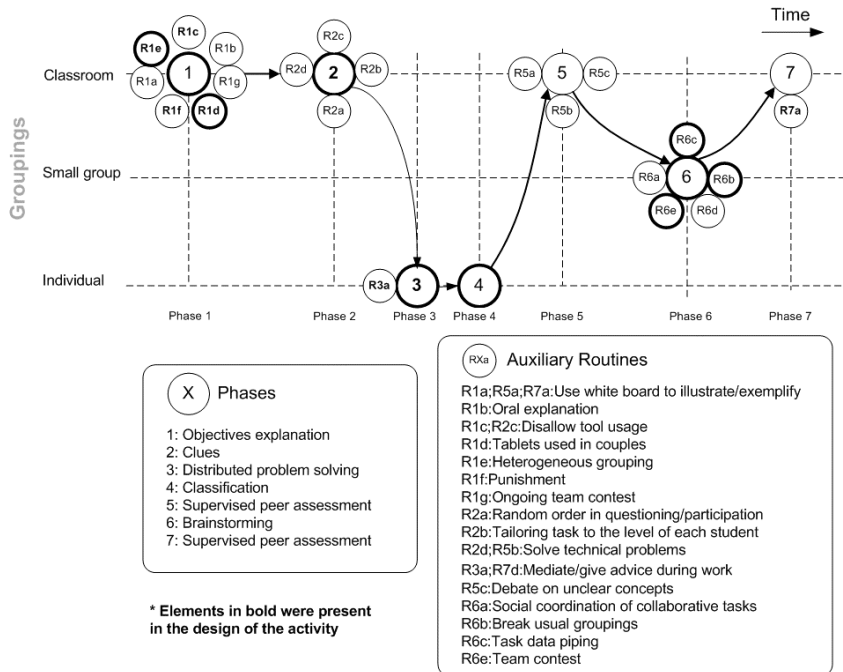 Time
Groupings
Classroom
Small group
Individual
R1c
R1e
R1b
1
R1a
R1g
R1f
R1d
R2c
R2d
2
R2b
R2a
R3a
3
4
R5a
5
R5c
R5b
R6c
R6a
6
R6b
R6e
R6d
7
R7a
Phase 1
Phase 2
Phase 3
Phase 4
Phase 5
Phase 6
Phase 7
X Phases
1: Objectives explanation
2: Clues
3: Distributed problem solving
4: Classification
5: Supervised peer assessment
6: Brainstorming
7: Supervised peer assessment
* Elements in bold were present
in the design of the activity
RXa Auxiliary Routines
R1a;R5a;R7a:Use white board to illustrate/exemplify
R1b:Oral explanation
R1c;R2c:Disallow tool usage
R1d:Tablets used in couples
R1e:Heterogeneous grouping
R1f:Punishment
R1g:Ongoing team contest
R2a:Random order in questioning/participation
R2b:Tailoring task to the level of each student
R2d;R5b:Solve technical problems
R3a;R7d:Mediate/give advice during work
R5c:Debate on unclear concepts
R6a:Social coordination of collaborative tasks
R6b:Break usual groupings
R6c:Task data piping
R6e:Team contest